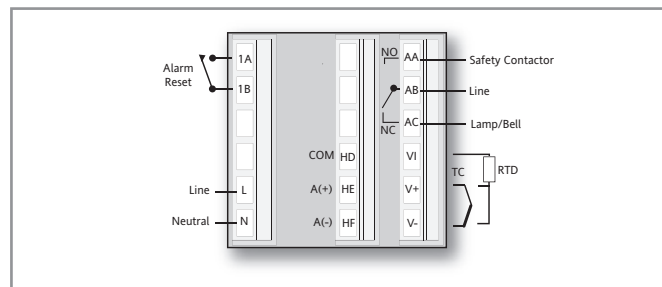 NO
1A
AA
Safety Contactor
Alarm
Reset
1B
AB
Line
NC
AC
Lamp/Bell
COM
HD
VI
TC
RTD
Line
L
A(+)
HE
V+
Neutral
N
A(-)
HF
V-